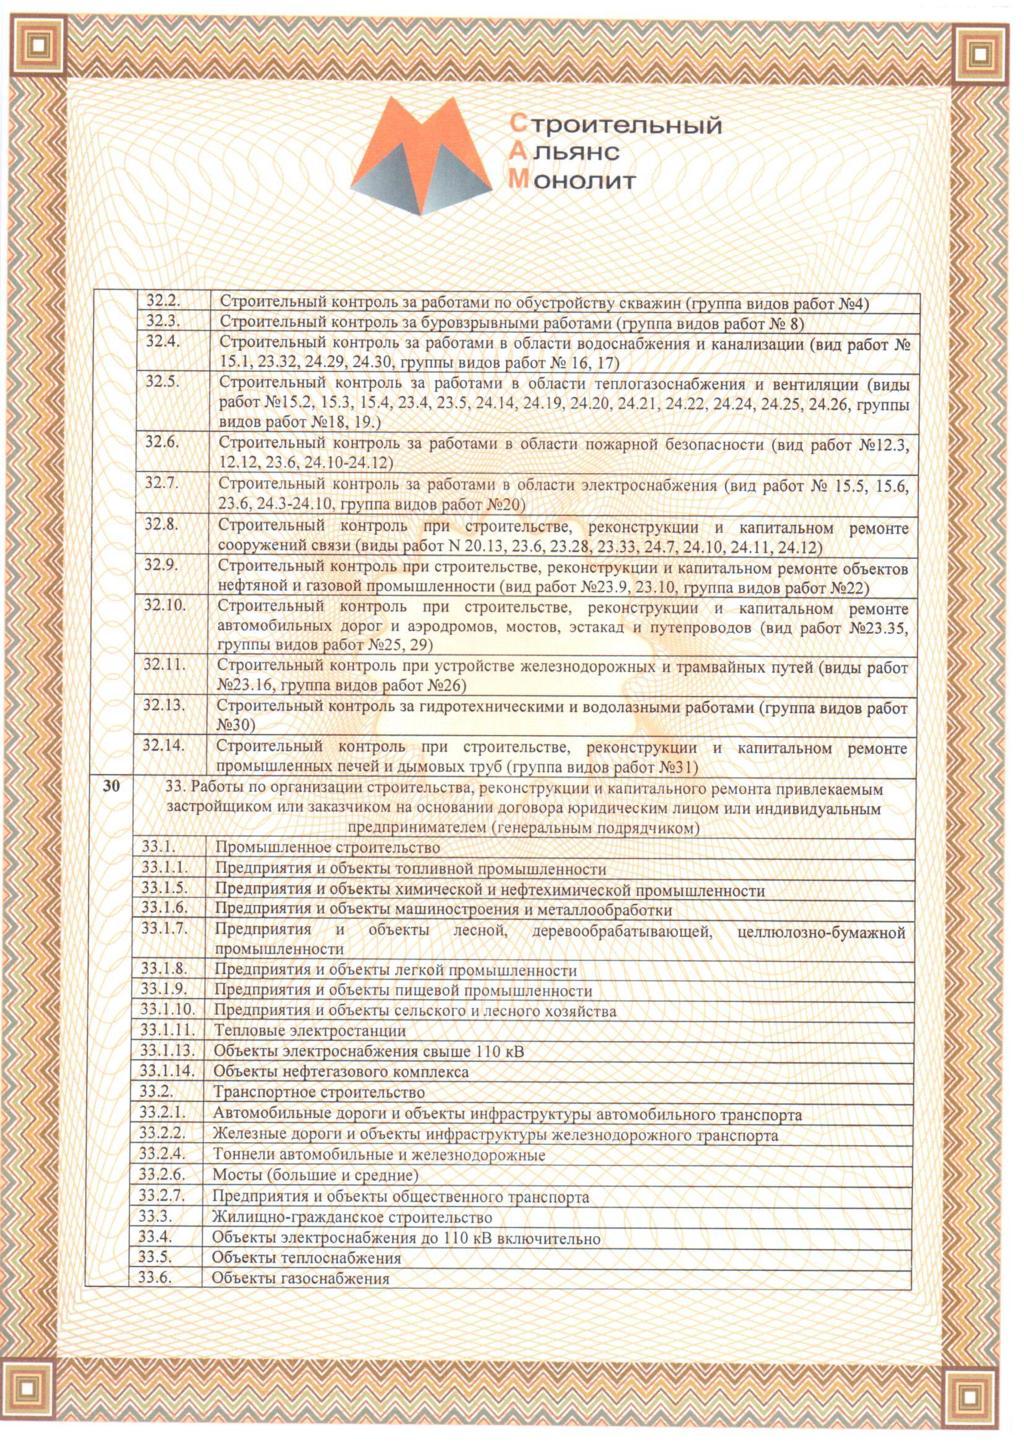 Строительный
Альянс
Монолит
32.2. Строительный контроль за работами по обустройству скважин (группа видов работ №4)
32.3. Строительный контроль за буровзрывными работами (группа видов работ № 8)
32.4. Строительный контроль за работами в области водоснабжения и канализации (вид работ №
15.1, 23.32, 24.29, 24.30, группы видов работ № 16, 17)
32.5. Строительный контроль за работами в области теплогазоснабжения и вентиляции (виды
работ №15.2, 15.3, 15.4, 23.4, 23.5, 24.14, 24.19, 24.20, 24.21, 24.22, 24.24, 24.25, 24.26, группы
видов работ №18, 19.)
32.6. Строительный контроль за работами в области пожарной безопасности (вид работ №12.3,
12.12, 23.6, 24.10-24.12)
32.7. Строительный контроль за работами в области электроснабжения (вид работ № 15.5, 15.6,
23.6, 24.3-24.10, группа видов работ №20)
32.8. Строительный контроль при строительстве, реконструкции и капитальном ремонте
сооружений связи (виды работ N 20.13, 23.6, 23.28, 23.33, 24.7, 24.10, 24.11, 24.12)
32.9. Строительный контроль при строительстве, реконструкции и капитальном ремонте объектов
нефтяной и газовой промышленности (вид работ №23.9, 23.10, группа видов работ №22)
32.10. Строительный контроль при строительстве, реконструкции и капитальном ремонте
автомобильных дорог и аэродромов, мостов, эстакад и путепроводов (вид работ №23.35,
группы видов работ №25, 29)
32.11. Строительный контроль при устройстве железнодорожных и трамвайных путей (виды работ
№23.16, группа видов работ №26)
32.13. Строительный контроль за гидротехническими и водолазными работами (группа видов работ
№30)
32.14. Строительный контроль при строительстве, реконструкции и капитальном ремонте
промышленных печей и дымовых труб (группа видов работ №31)
30 33. Работы по организации строительства, реконструкции и капитального ремонта привлекаемым
застройщиком или заказчиком на основании договора юридическим лицом или индивидуальным
предпринимателем (генеральным подрядчиком)
33.1. Промышленное строительство
33.1.1. Предприятия и объекты топливной промышленности
33.1.5. Предприятия и объекты химической и нефтехимической промышленности
33.1.6. Предприятия и объекты машиностроения и металлообработки
33.1.7. Предприятия и объекты лесной, деревообрабатывающей, целлюлозно-бумажной
промышленности
33.1.8. Предприятия и объекты легкой промышленности
33.1.9. Предприятия и объекты пищевой промышленности
33.1.10. Предприятия и объекты сельского и лесного хозяйства
33.1.11. Тепловые электростанции
33.1.13. Объекты электроснабжения свыше 110 кВ
33.1.14. Объекты нефтегазового комплекса
33.2. Транспортное строительство
33.2.1. Автомобильные дороги и объекты инфраструктуры автомобильного транспорта
33.2.2. Железные дороги и объекты инфраструктуры железнодорожного транспорта
33.2.4. Тоннели автомобильные и железнодорожные
33.2.6. Мосты (большие и средние)
33.2.7. Предприятия и объекты общественного транспорта
33.3. Жилищно-гражданское строительство
33.4. Объекты электроснабжения до 110 кВ включительно
33.5. Объекты теплоснабжения
33.6. Объекты газоснабжения